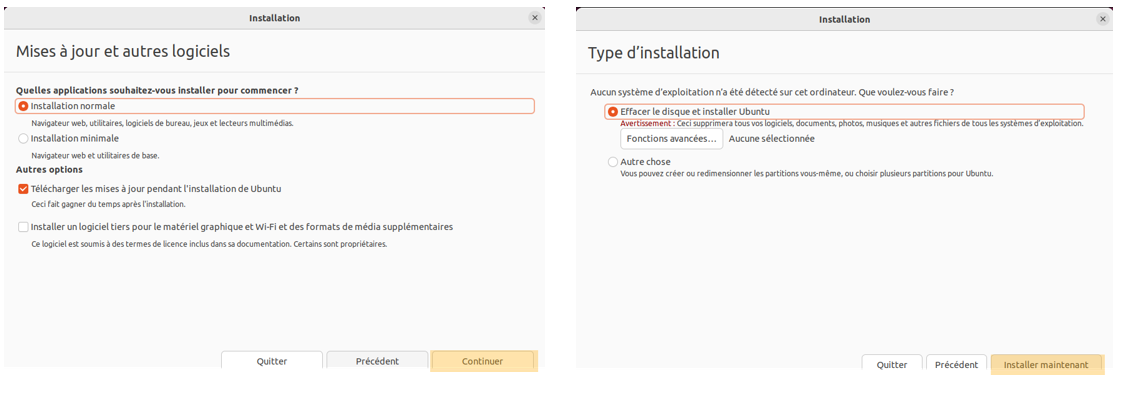 Installation
Mises à jour et autres logiciels
Quelles applications souhaitez-vous installer pour commencer ?
Installation normale
Navigateur web, utilitaires, logiciels de bureau, jeux et lecteurs multimédias.
Installation minimale
Navigateur web et utilitaires de base.
Autres options
Télécharger les mises à jour pendant l'installation de Ubuntu
Ceci fait gagner du temps après l'installation.
Installer un logiciel tiers pour le matériel graphique et Wi-Fi et des formats de média supplémentaires
Ce logiciel est soumis à des termes de licence inclus dans sa documentation. Certains sont propriétaires.
Quitter
Précédent
Continuer
Installation
Type d’installation
Aucun système d’exploitation n’a été détecté sur cet ordinateur. Que voulez-vous faire ?
Effacer le disque et installer Ubuntu
Avertissement : Ceci supprimera tous vos logiciels, documents, photos, musiques et autres fichiers de tous les systèmes d’exploitation.
Fonctions avancées… Aucune sélectionnée
Autre chose
Vous pouvez créer ou redimensionner les partitions vous-même, ou choisir plusieurs partitions pour Ubuntu.
Quitter
Précédent
Installer maintenant